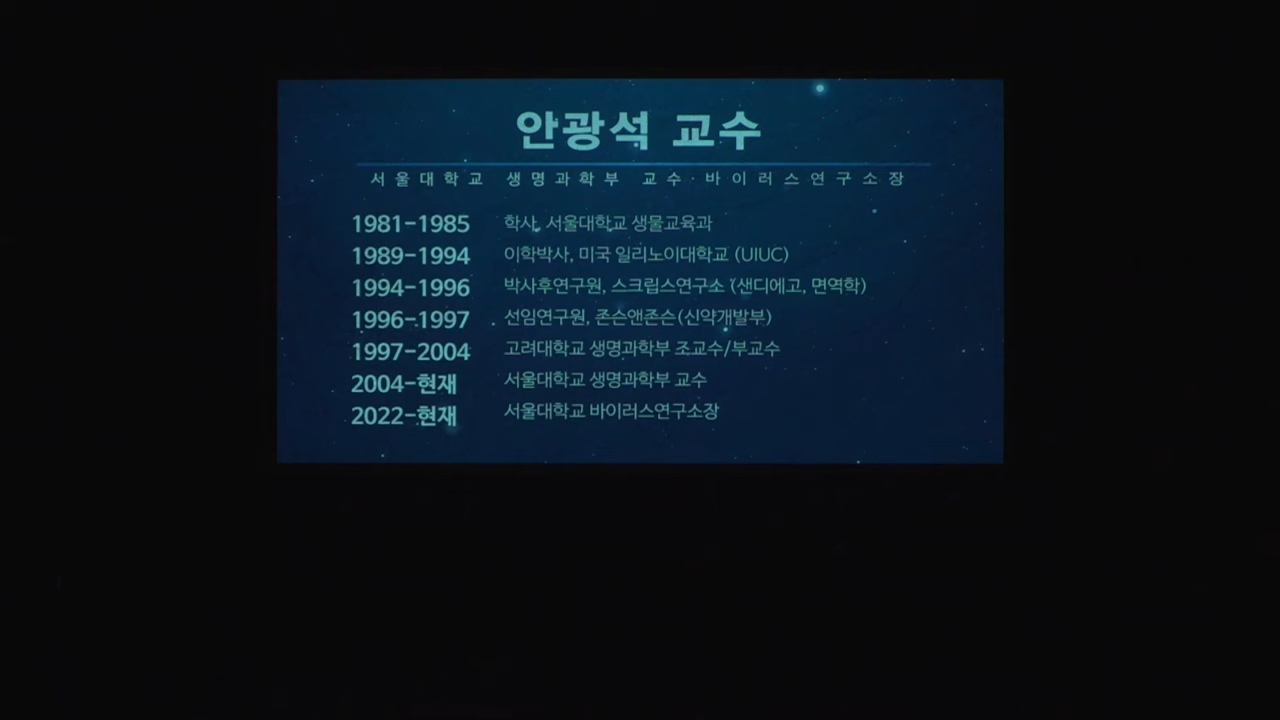 안광석 교수
서울대학교 생명과학부 교수·바이러스연구소장
1981-1985 학사, 서울대학교 생물교육과
1989-1994 이학박사, 미국 일리노이대학교 (UIUC)
1994-1996 박사후연구원, 스크립스연구소 (샌디에고, 면역학)
1996-1997 선임연구원, 존슨앤존슨(신약개발부)
1997-2004 고려대학교 생명과학부 조교수/부교수
2004-현재 서울대학교 생명과학부 교수
2022-현재 서울대학교 바이러스연구소장